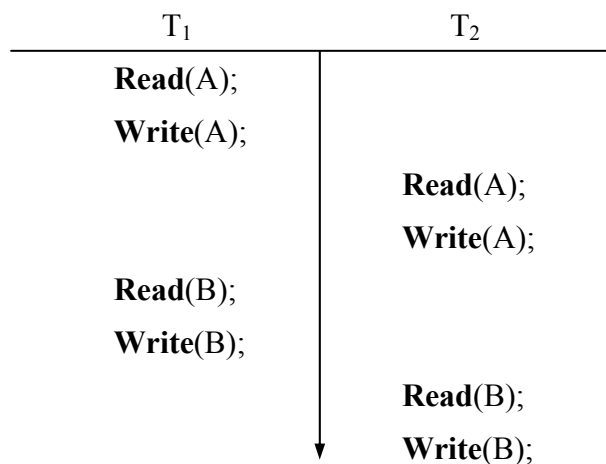 T₁ T₂
Read(A);
Write(A);
Read(A);
Write(A);
Read(B);
Write(B);
Read(B);
Write(B);